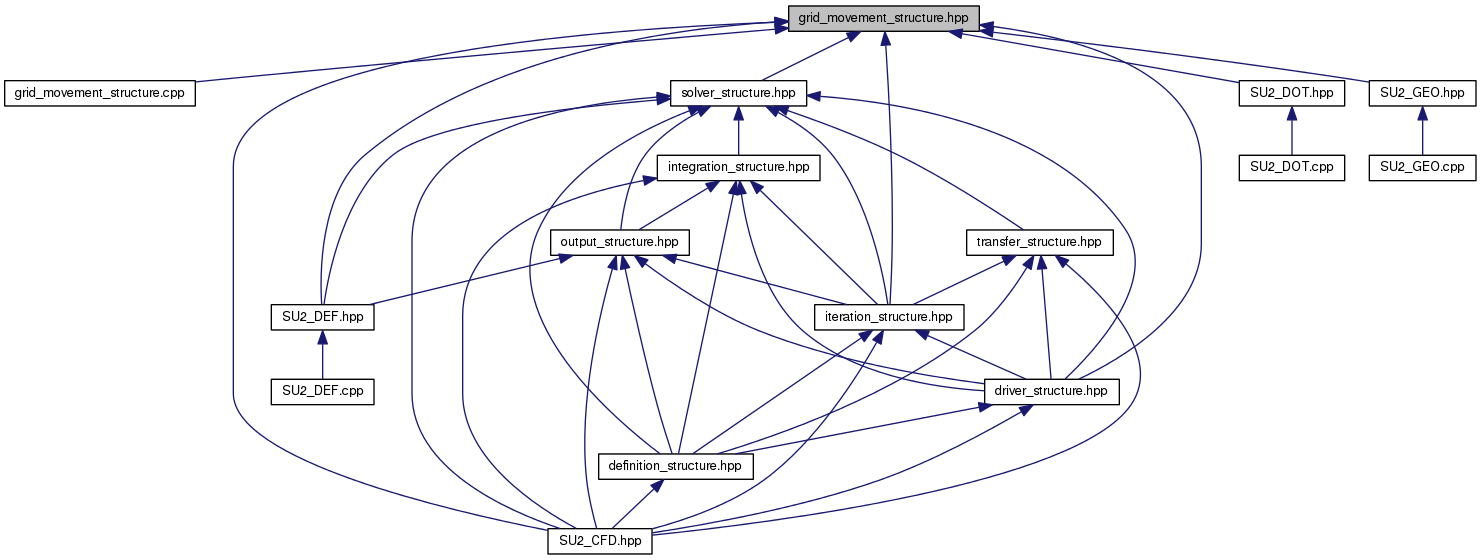 grid_movement_structure.hpp
grid_movement_structure.cpp
solver_structure.hpp
SU2_DOT.hpp
SU2_GEO.hpp
integration_structure.hpp
SU2_DOT.cpp
SU2_GEO.cpp
output_structure.hpp
transfer_structure.hpp
SU2_DEF.hpp
iteration_structure.hpp
SU2_DEF.cpp
driver_structure.hpp
definition_structure.hpp
SU2_CFD.hpp